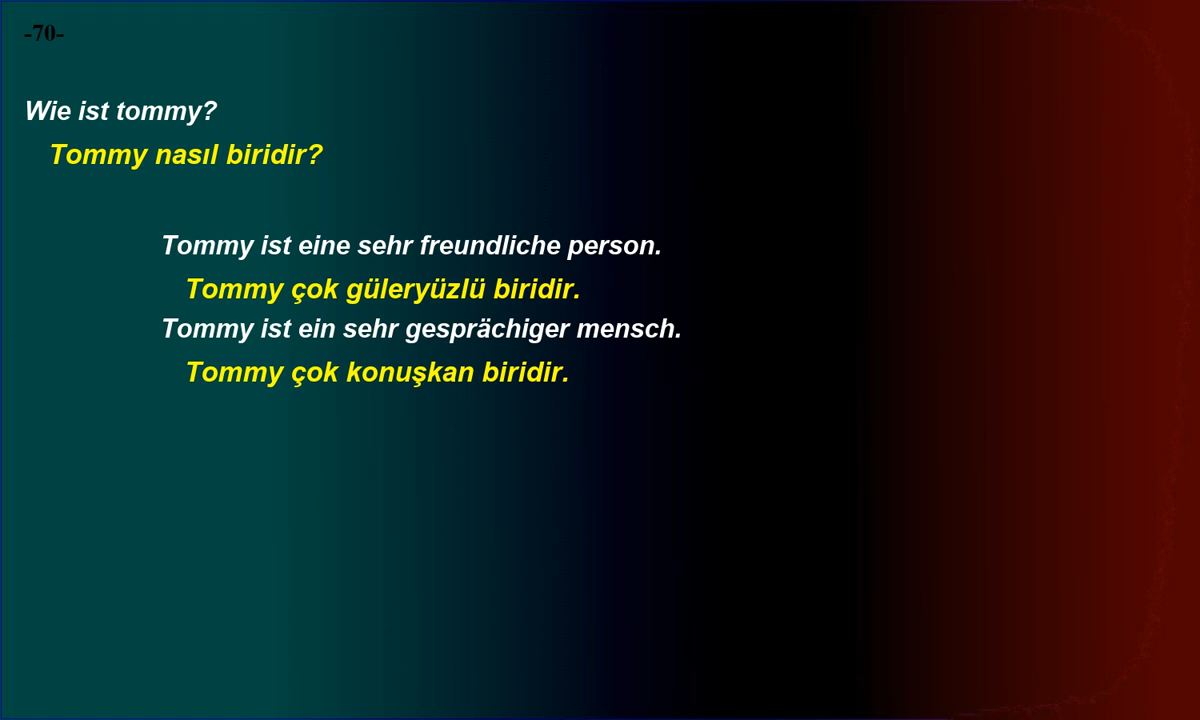 -70-
Wie ist tommy?
Tommy nasıl biridir?
Tommy ist eine sehr freundliche person.
Tommy çok güleryüzlü biridir.
Tommy ist ein sehr gesprächiger mensch.
Tommy çok konuşkan biridir.